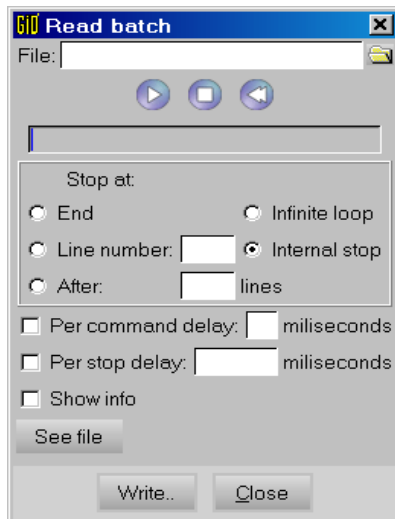 GiD Read batch
File:
Stop at:
End Infinite loop
Line number: Internal stop
After: lines
Per command delay: miliseconds
Per stop delay: miliseconds
Show info
See file
Write.. Close